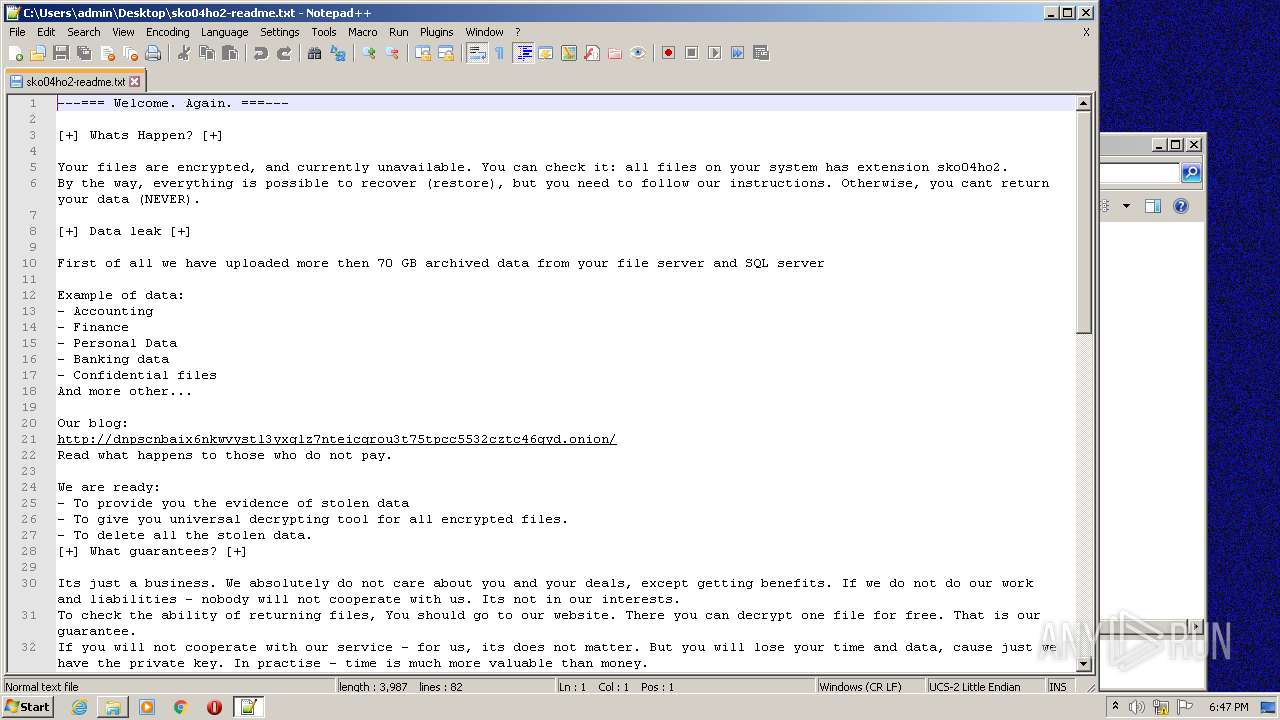 C:\Users\admin\Desktop\sko04ho2-readme.txt - Notepad++
File Edit Search View Encoding Language Settings Tools Macro Run Plugins Window ? X
sko04ho2-readme.txt
1 ---=== Welcome. Again. ===---
2
3 [+] Whats Happen? [+]
4
5 Your files are encrypted, and currently unavailable. You can check it: all files on your system has extension sko04ho2.
6 By the way, everything is possible to recover (restore), but you need to follow our instructions. Otherwise, you cant return
your data (NEVER).
7
8 [+] Data leak [+]
9
10 First of all we have uploaded more then 70 GB archived data from your file server and SQL server
11
12 Example of data:
13 - Accounting
14 - Finance
15 - Personal Data
16 - Banking data
17 - Confidential files
18 And more other...
19
20 Our blog:
21 http://dnpscnbaix6nkwvystl3yxglz7nteicqrou3t75tpcc5532cztc46qyd.onion/
22 Read what happens to those who do not pay.
23
24 We are ready:
25 - To provide you the evidence of stolen data
26 - To give you universal decrypting tool for all encrypted files.
27 - To delete all the stolen data.
28 [+] What guarantees? [+]
29
30 Its just a business. We absolutely do not care about you and your deals, except getting benefits. If we do not do our work
and liabilities - nobody will not cooperate with us. Its not in our interests.
31 To check the ability of returning files, You should go to our website. There you can decrypt one file for free. That is our
guarantee.
32 If you will not cooperate with our service - for us, its does not matter. But you will lose your time and data, cause just we
have the private key. In practise - time is much more valuable than money.
ANY RUN
Normal text file length : 3,987 lines : 82 Ln : 1 Col : 1 Pos : 1 Windows (CR LF) UCS-2 Little Endian INS
Start 6:47 PM